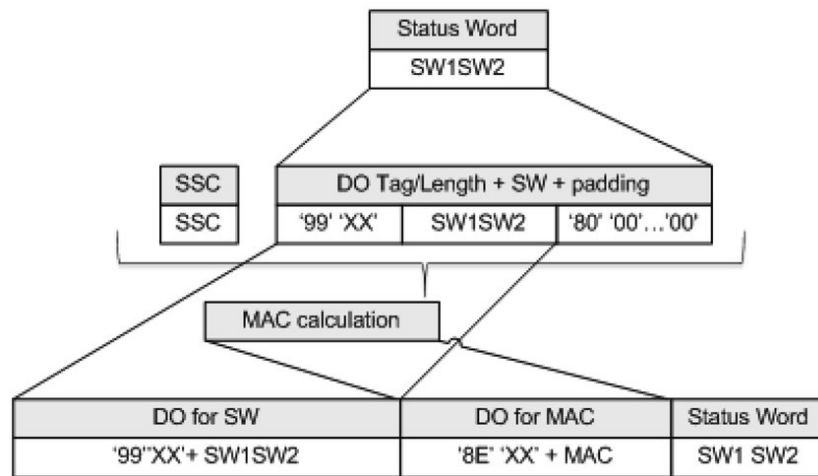 Status Word
SW1SW2
SSC DO Tag/Length + SW + padding
SSC ‘99’ ‘XX’ SW1SW2 ‘80’ ‘00’…‘00’
MAC calculation
DO for SW DO for MAC Status Word
‘99’’XX’+ SW1SW2 ‘8E’ ‘XX’ + MAC SW1 SW2